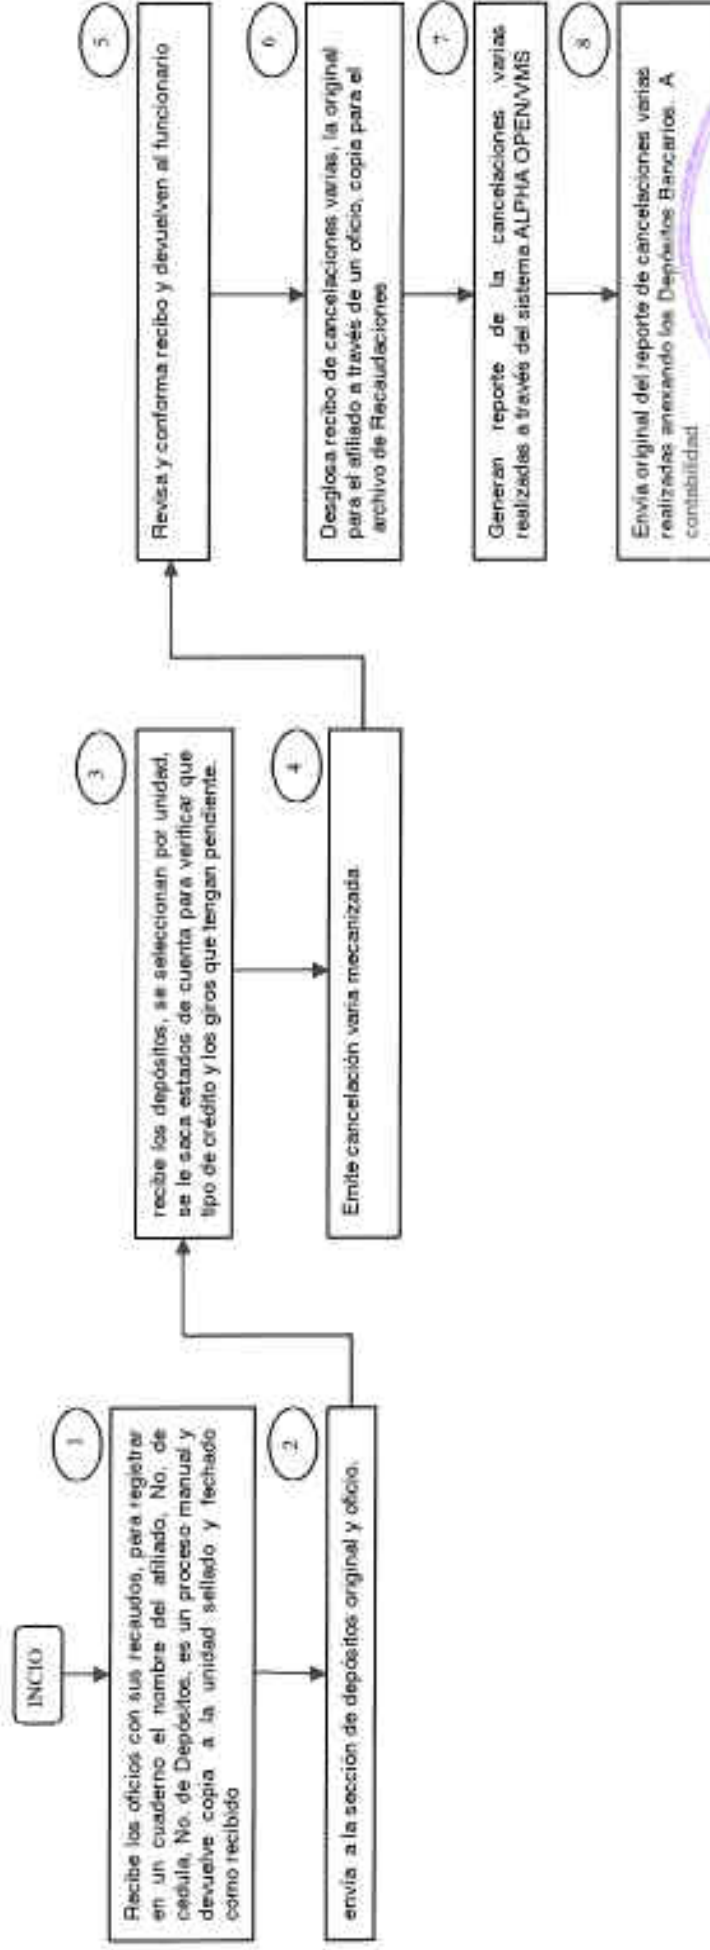 INCIO
1
Recibe los oficios con sus recaudos, para registrar
en un cuaderno el nombre del afiliado, No. de
cedula, No. de Depósitos, es un proceso manual y
devuelve copia a la unidad sellado y fechado
como recibido
2
envía a la sección de depósitos original y oficio.
3
recibe los depósitos, se seleccionan por unidad,
se le saca estados de cuenta para verificar que
tipo de crédito y los giros que tengan pendiente.
4
Emite cancelación varia mecanizada.
5
Revisa y conforma recibo y devuelven al funcionario
6
Desglosa recibo de cancelaciones varias, la original
para el afiliado a través de un oficio, copia para el
archivo de Recaudaciones
7
Generan reporte de la cancelaciones varias
realizadas a través del sistema ALPHA OPEN/VMS
8
Envía original del reporte de cancelaciones varias
realizadas anexando los Depósitos Bancarios. A
contabilidad